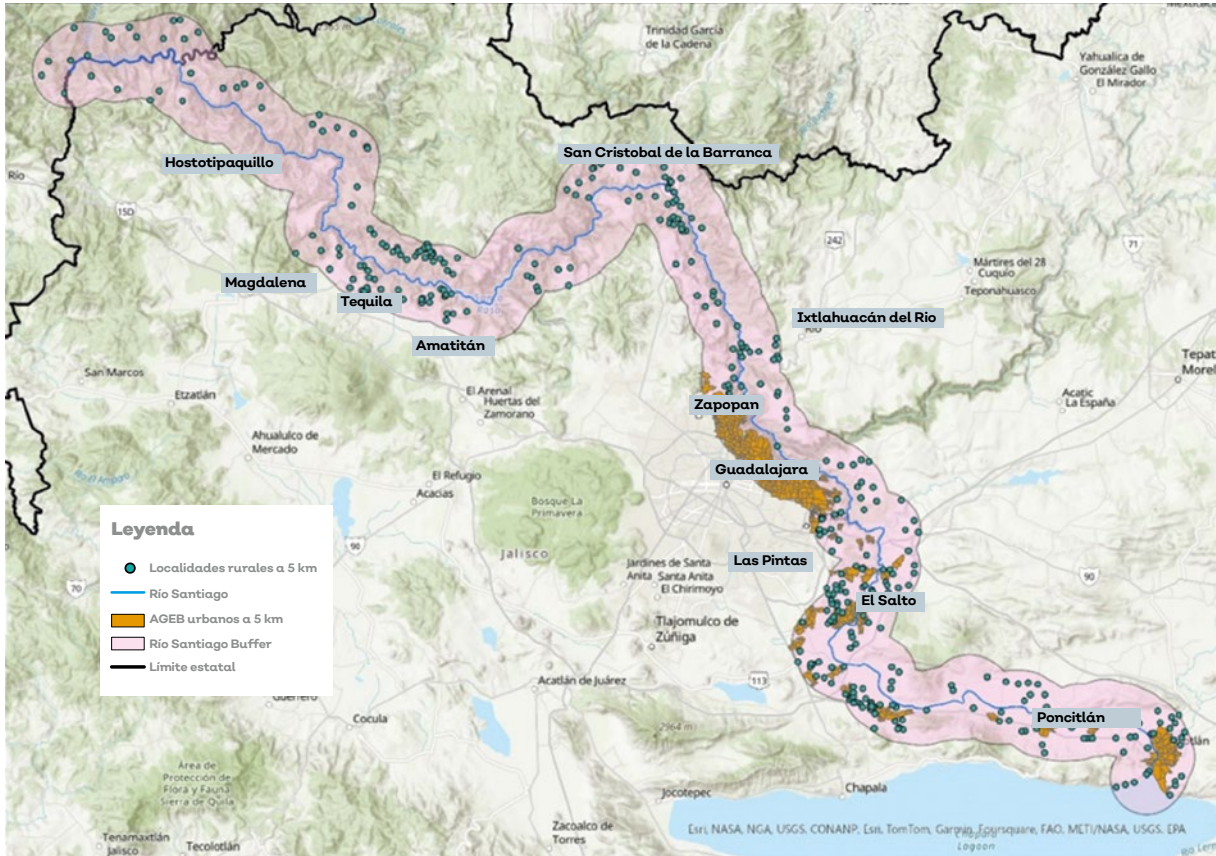 Trinidad García
de la Cadena
Yahualica de
González Gallo
El Mirador
San Cristobal de la Barranca
Hostotipaquillo
Río
15D
242
71
Mártires del 28
Cuquio
Teponahuasco
Magdalena
Tequila
Ixtlahuacán del Rio
Amatitán
San Marcos
Etzatlán
El Arenal
Huertas del
Zamorano
Tepat
Morel
Acatic
La España
Zapopan
Ahualulco de
Mercado
El Refugio
Acacias
Guadalajara
Bosque La
Primavera
Jalisco
90
70
Leyenda
Localidades rurales a 5 km
Río Santiago
AGEB urbanos a 5 km
Río Santiago Buffer
Límite estatal
Las Pintas
Jardines de Santa
Anita Santa Anita
El Chirimoyo
90
El Salto
Tlajomulco de
Zúñiga
113
Acatlán de Juárez
Cocula
2964 m
Poncitlán
tlán
Área de
Protección de
Flora y Fauna
Sierra de Quila
Jocotepec
Chapala
Zacoalco de
Torres
Tenamaxtlán
Jalisco
Tecolotlán
Esri, NASA, NGA, USGS, CONANP, Esri, TomTom, Garmin, Foursquare, FAO, METI/NASA, USGS, EPA
Lagoon